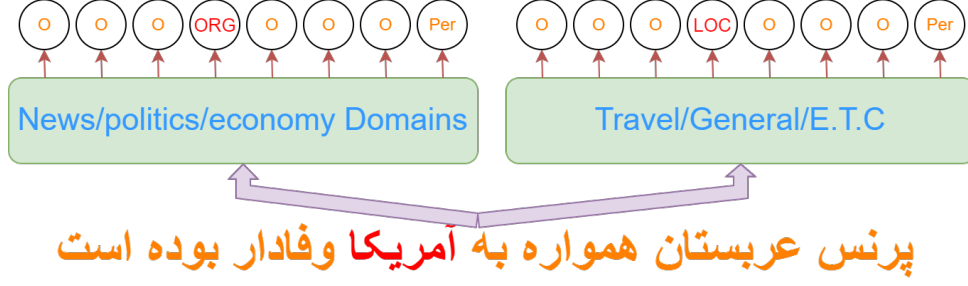 O O O ORG O O O Per O O O LOC O O O Per
News/politics/economy Domains Travel/General/E.T.C
پرنس عربستان همواره به آمریکا وفادار بوده است